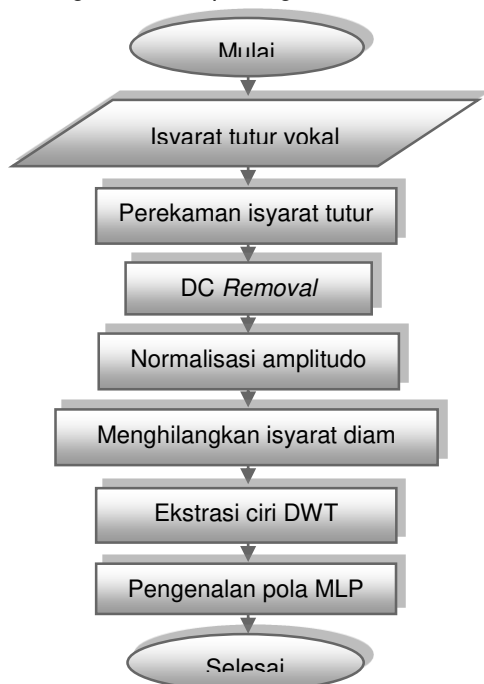 Mulai
Isyarat tutur vokal
Perekaman isyarat tutur
DC Removal
Normalisasi amplitudo
Menghilangkan isyarat diam
Ekstrasi ciri DWT
Pengenalan pola MLP
Selesai